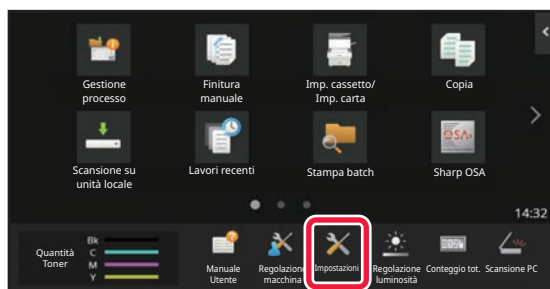 Gestione
processo
Finitura
manuale
Imp. cassetto/
Imp. carta
Copia
Scansione su
unità locale
Lavori recenti
Stampa batch
OSA
Sharp OSA
14:32
Quantità
Toner
Bk
C
M
Y
Manuale
Utente
Regolazione
macchina
Impostazioni
Regolazione
luminosità
Conteggio tot.
Scansione PC